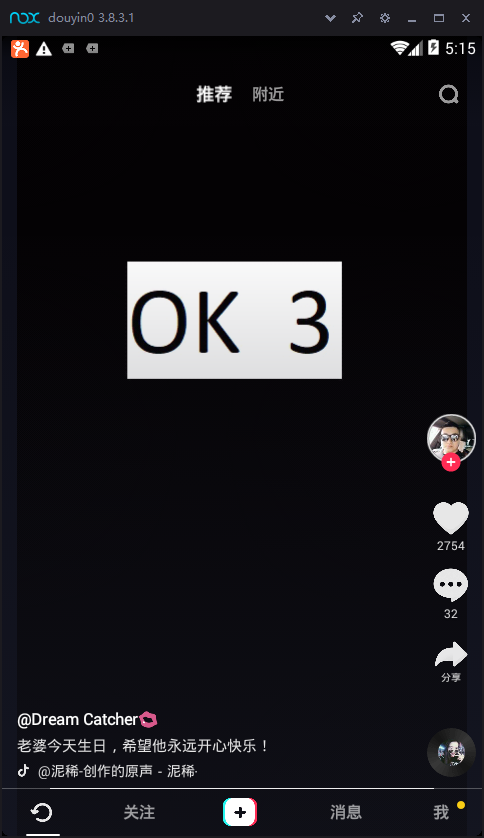 nox douyin0 3.8.3.1
5:15
推荐 附近
OK 3
2754
32
分享
@Dream Catcher
老婆今天生日，希望他永远开心快乐！
@泥稀-创作的原声 - 泥稀·
关注 消息 我